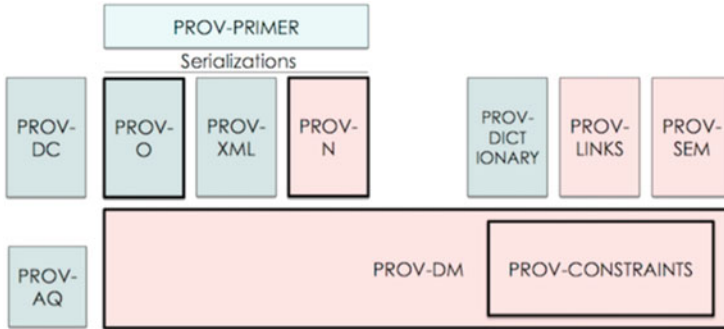 PROV-PRIMER
Serializations
PROV-
DC
PROV-
O
PROV-
XML
PROV-
N
PROV-
DICT
IONARY
PROV-
LINKS
PROV-
SEM
PROV-
AQ
PROV-DM
PROV-CONSTRAINTS